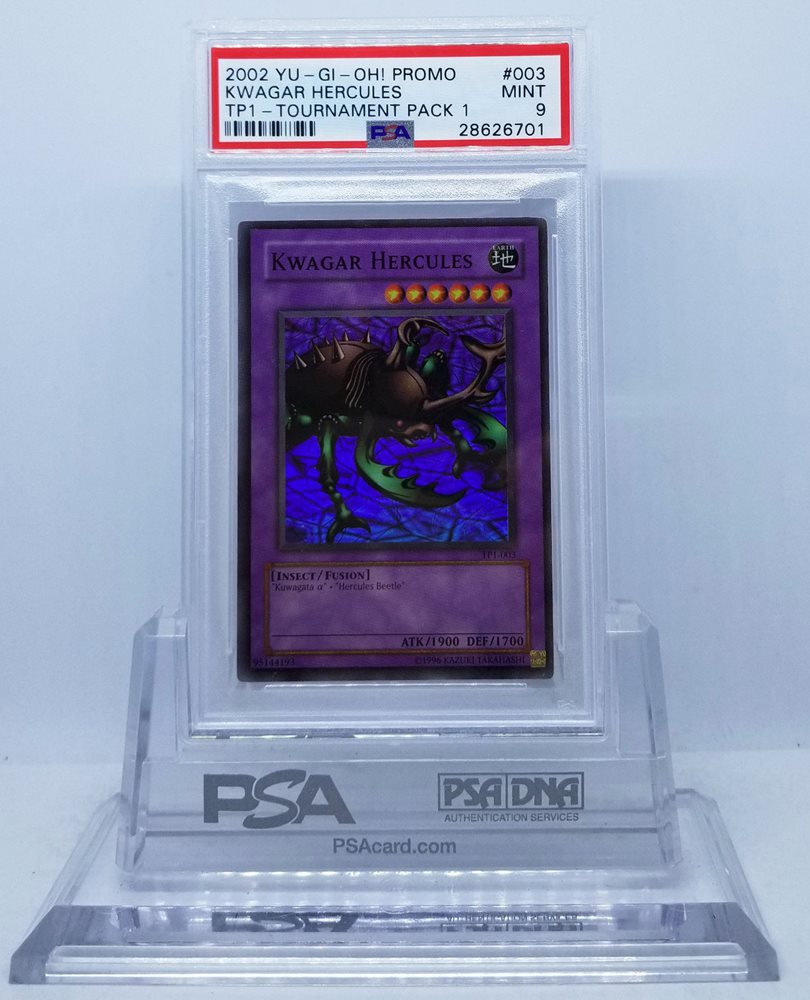 2002 YU-GI-OH! PROMO #003
KWAGAR HERCULES MINT
TP1-TOURNAMENT PACK 1 9
PSA 28626701
KWAGAR HERCULES
EARTH
地
TP1-003
[INSECT/FUSION]
"Kuwagata α" + "Hercules Beetle"
ATK/1900 DEF/1700
95144193 ©1996 KAZUKI TAKAHASHI
PSA PSA DNA
AUTHENTICATION SERVICES
PSAcard.com